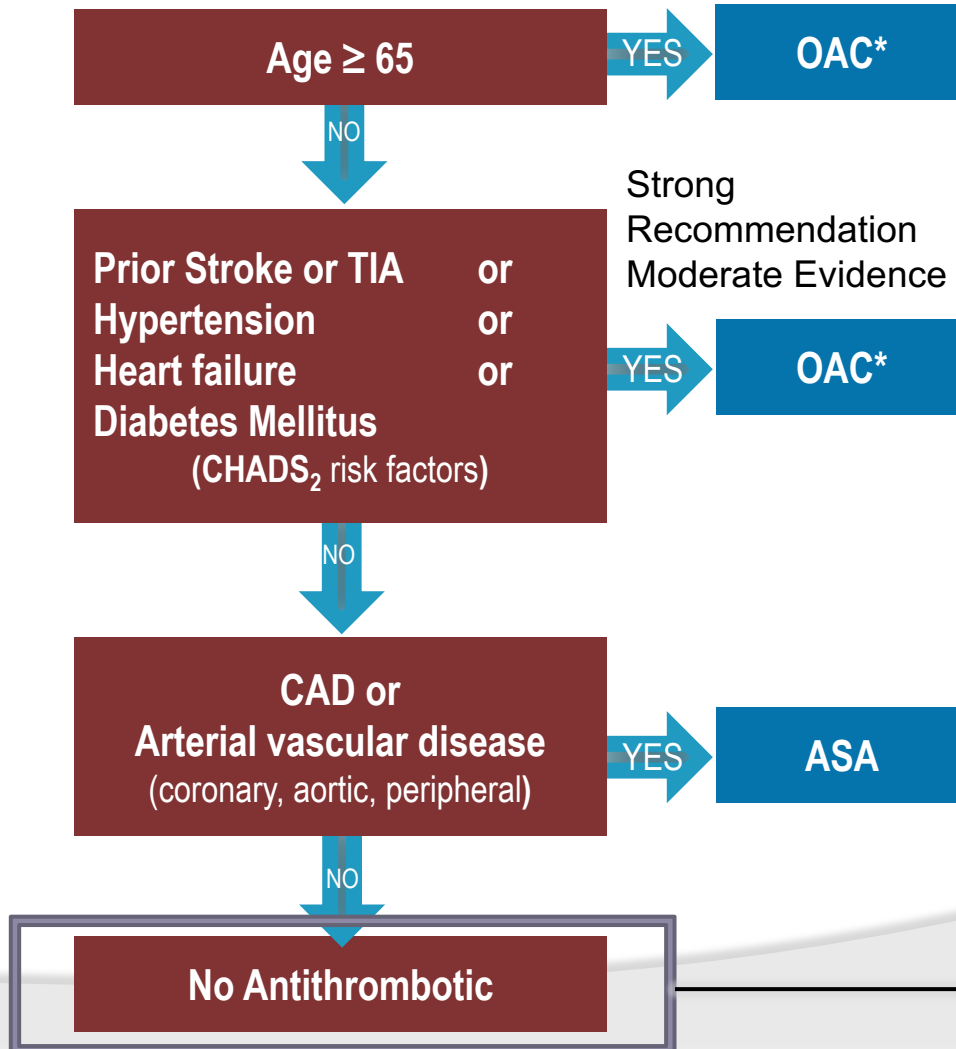 Age ≥ 65
YES
OAC*
NO
Strong
Recommendation
Moderate Evidence
Prior Stroke or TIA or
Hypertension or
Heart failure or
Diabetes Mellitus
(CHADS₂ risk factors)
YES
OAC*
NO
CAD or
Arterial vascular disease
(coronary, aortic, peripheral)
YES
ASA
NO
No Antithrombotic